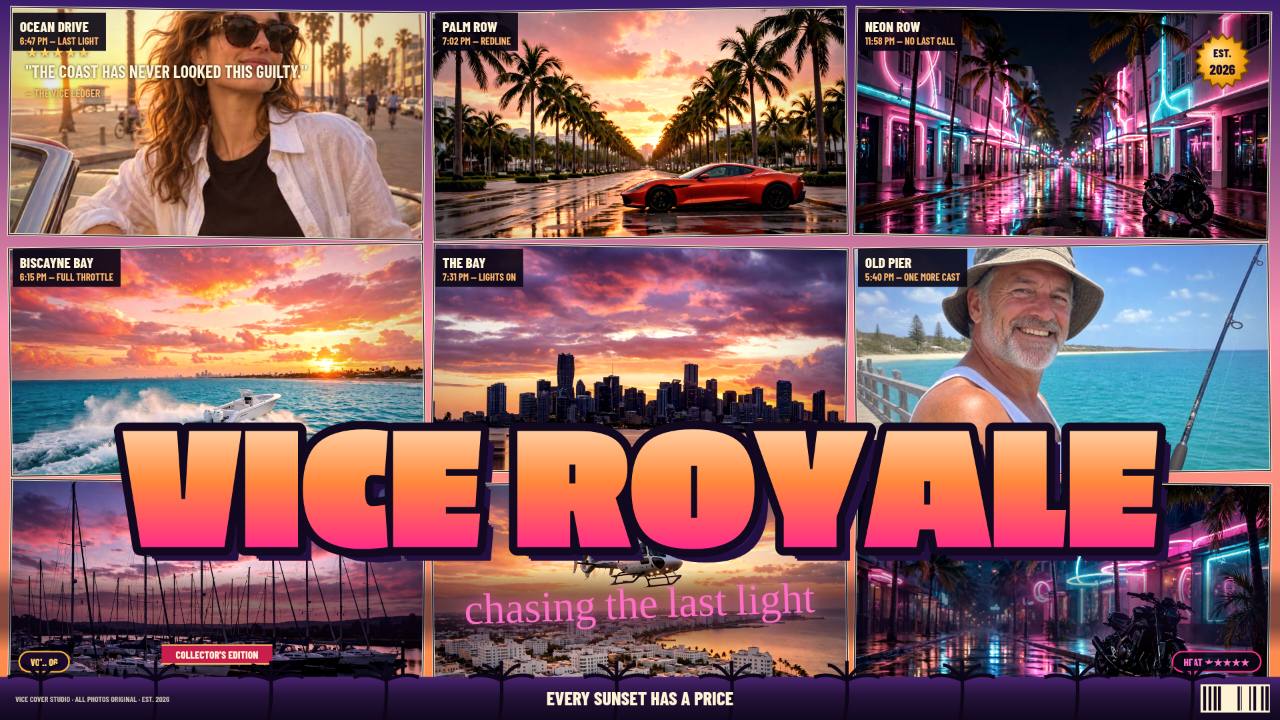 OCEAN DRIVE
6:47 PM – LAST LIGHT
★★★★★
"THE COAST HAS NEVER LOOKED THIS GUILTY."
– THE VICE LEDGER
PALM ROW
7:02 PM – REDLINE
NEON ROW
11:58 PM – NO LAST CALL
EST.
2026
BISCAYNE BAY
6:15 PM – FULL THROTTLE
THE BAY
7:31 PM – LIGHTS ON
OLD PIER
5:40 PM – ONE MORE CAST
VICE ROYALE
chasing the last light
COLLECTOR'S EDITION
HEAT ★★★★★
VICE COVER STUDIO · ALL PHOTOS ORIGINAL · EST. 2026
EVERY SUNSET HAS A PRICE